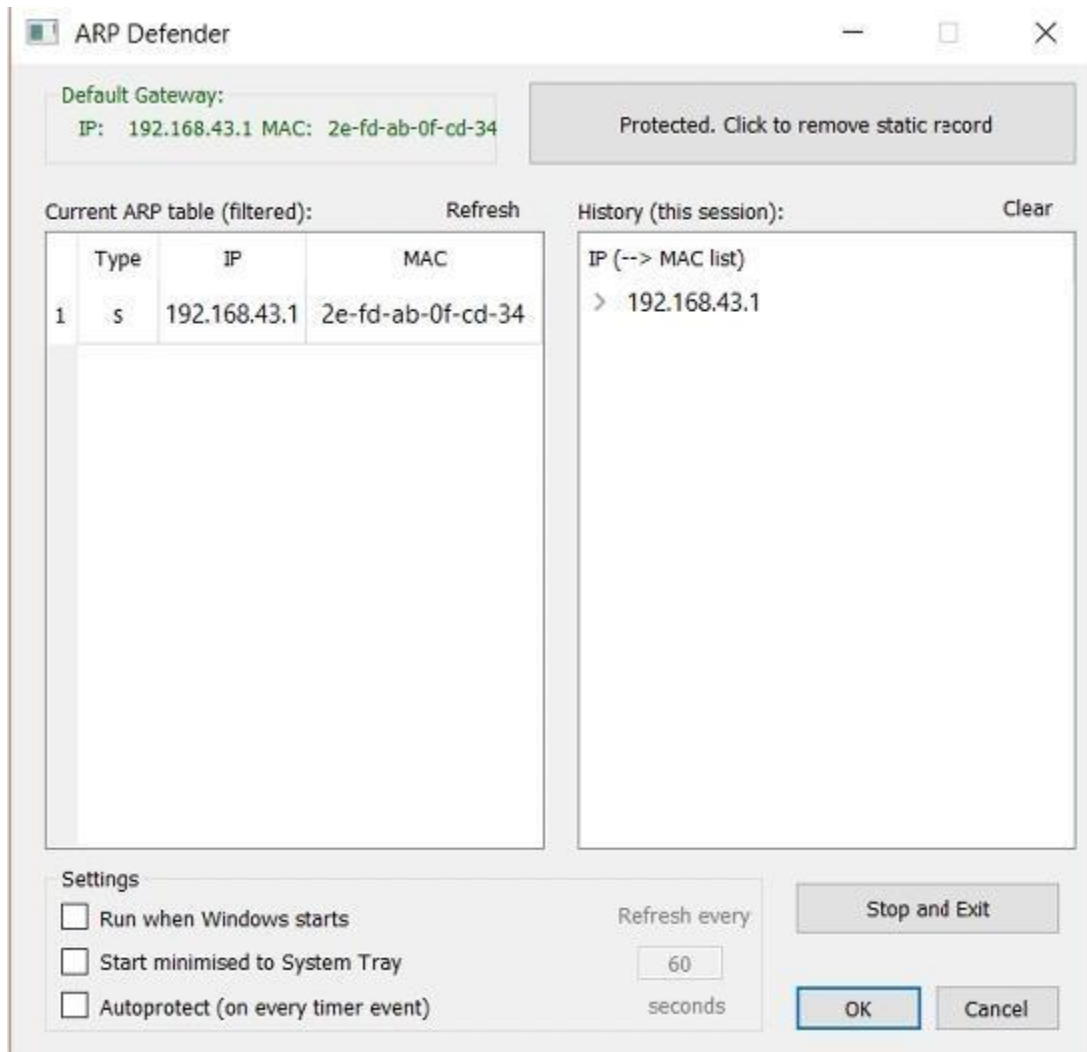 ARP Defender
Default Gateway:
IP: 192.168.43.1 MAC: 2e-fd-ab-0f-cd-34
Protected. Click to remove static record
Current ARP table (filtered):
Refresh
Type IP MAC
1 s 192.168.43.1 2e-fd-ab-0f-cd-34
History (this session):
Clear
IP (--> MAC list)
> 192.168.43.1
Settings
Run when Windows starts
Start minimised to System Tray
Autoprotect (on every timer event)
Refresh every
60
seconds
Stop and Exit
OK
Cancel